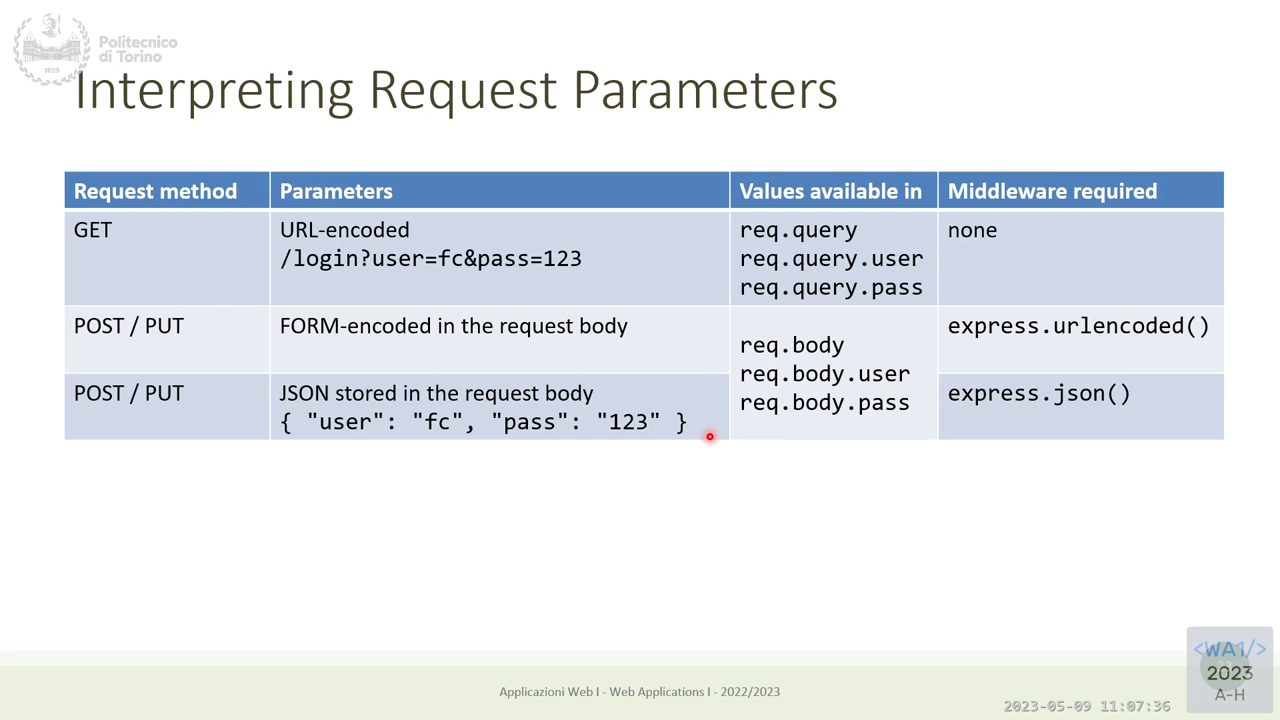 Politecnico
di Torino
1859
Interpreting Request Parameters
Request method
Parameters
Values available in
Middleware required
GET
URL-encoded
/login?user=fc&pass=123
req.query
req.query.user
req.query.pass
none
POST / PUT
FORM-encoded in the request body
req.body
req.body.user
req.body.pass
express.urlencoded()
POST / PUT
JSON stored in the request body
{ "user": "fc", "pass": "123" }
express.json()
Applicazioni Web I - Web Applications I - 2022/2023
<WA1/>
2023
A-H
2023-05-09 11:07:36